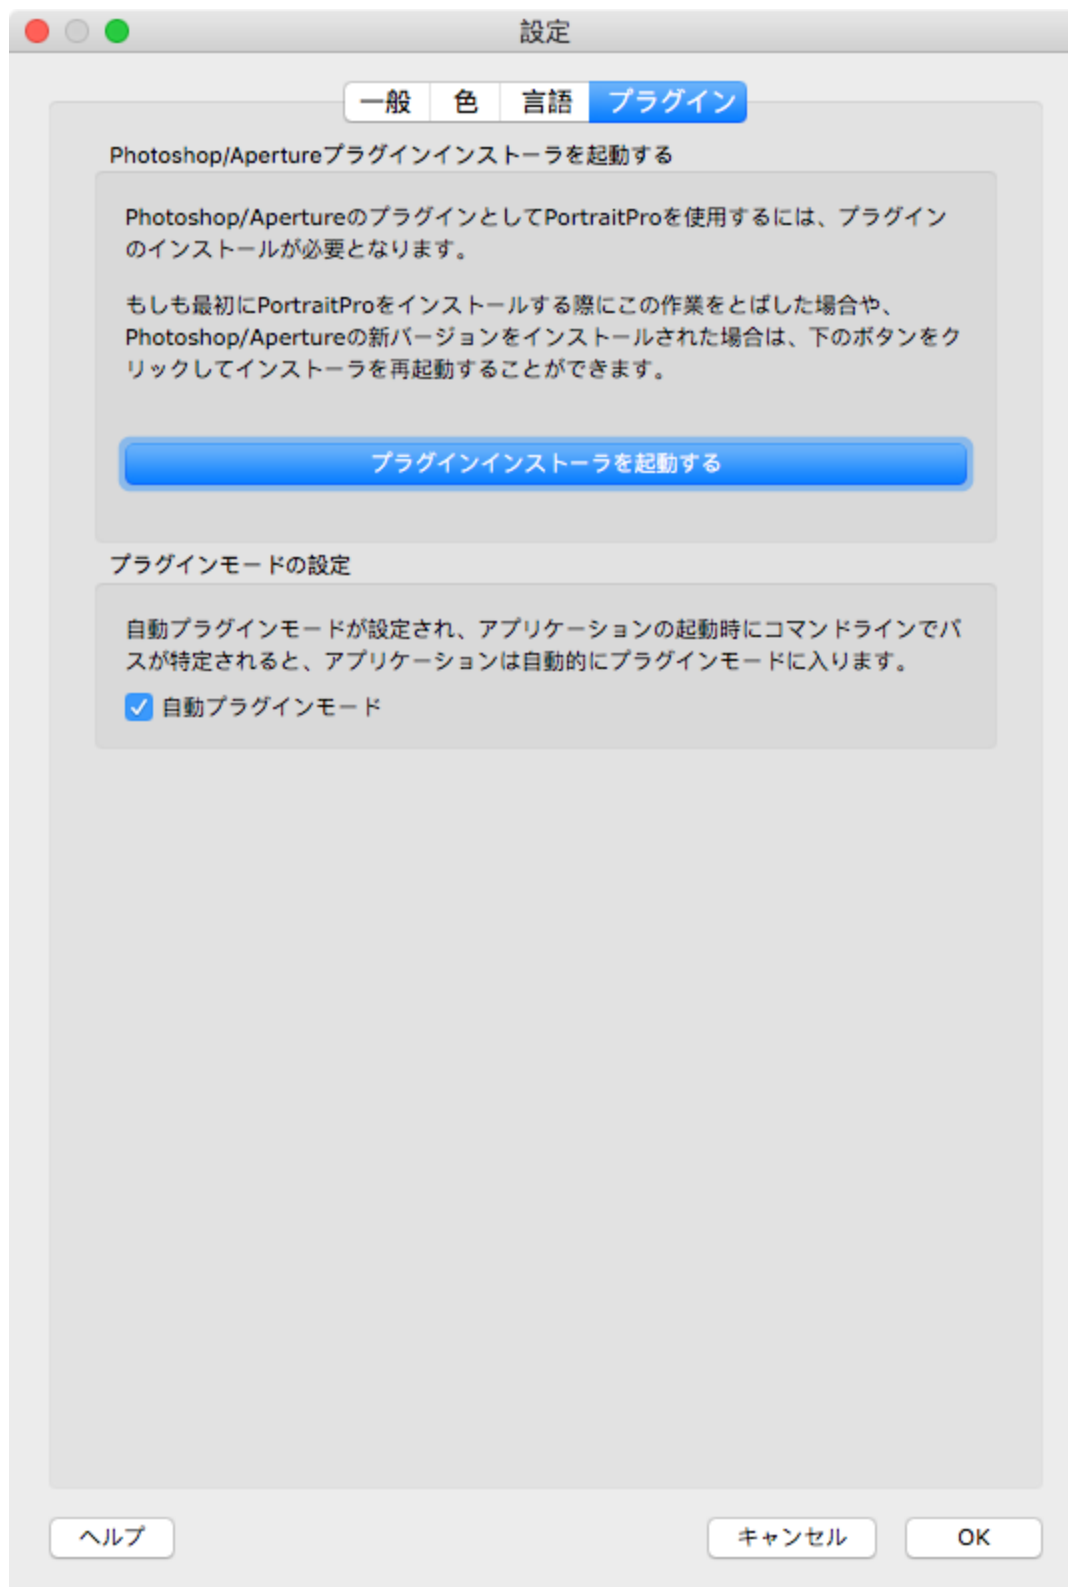 設定
一般 色 言語 プラグイン
Photoshop/Apertureプラグインインストーラを起動する
Photoshop/ApertureのプラグインとしてPortraitProを使用するには、プラグイン
のインストールが必要となります。
もしも最初にPortraitProをインストールする際にこの作業をとばした場合や、
Photoshop/Apertureの新バージョンをインストールされた場合は、下のボタンをク
リックしてインストーラを再起動することができます。
プラグインインストーラを起動する
プラグインモードの設定
自動プラグインモードが設定され、アプリケーションの起動時にコマンドラインでパ
スが特定されると、アプリケーションは自動的にプラグインモードに入ります。
自動プラグインモード
ヘルプ キャンセル OK